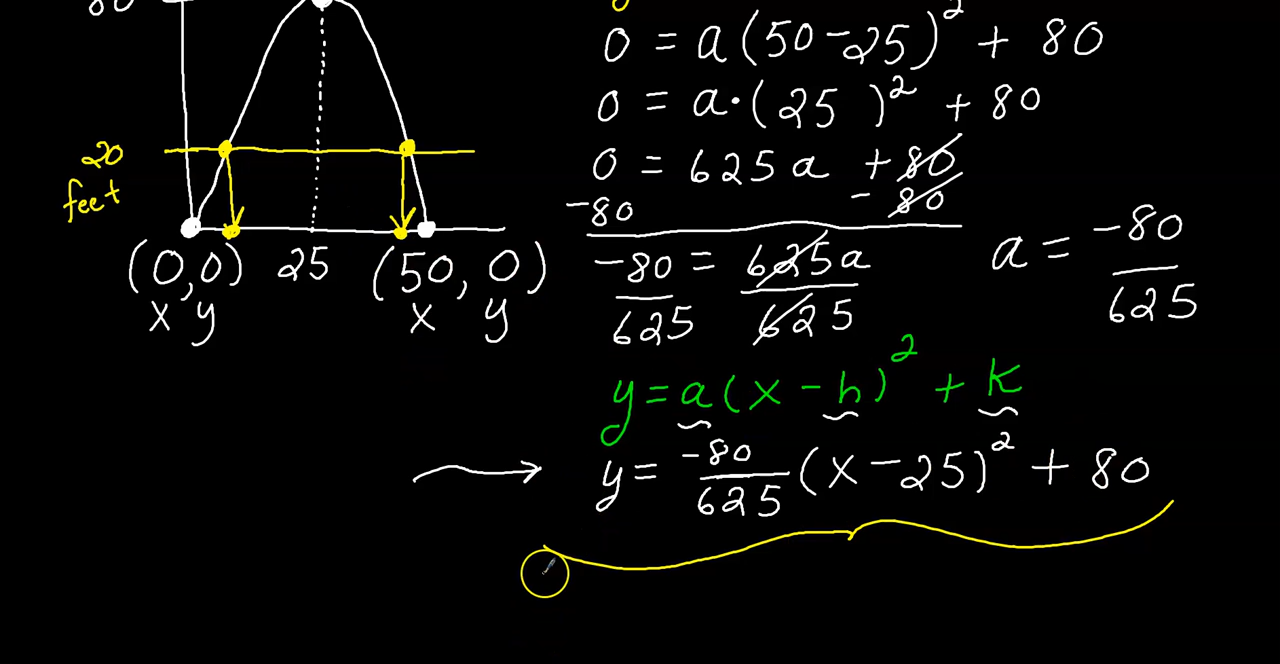 80
20
feet
(0,0) 25 (50, 0)
x y x y
0 = a(50-25)² + 80
0 = a·(25 )² + 80
0 = 625a + 80
-80 - 80
-80 = 625a
625 625
a = -80
625
y = a(x - h)² + k
y = -80/625 (x - 25)² + 80